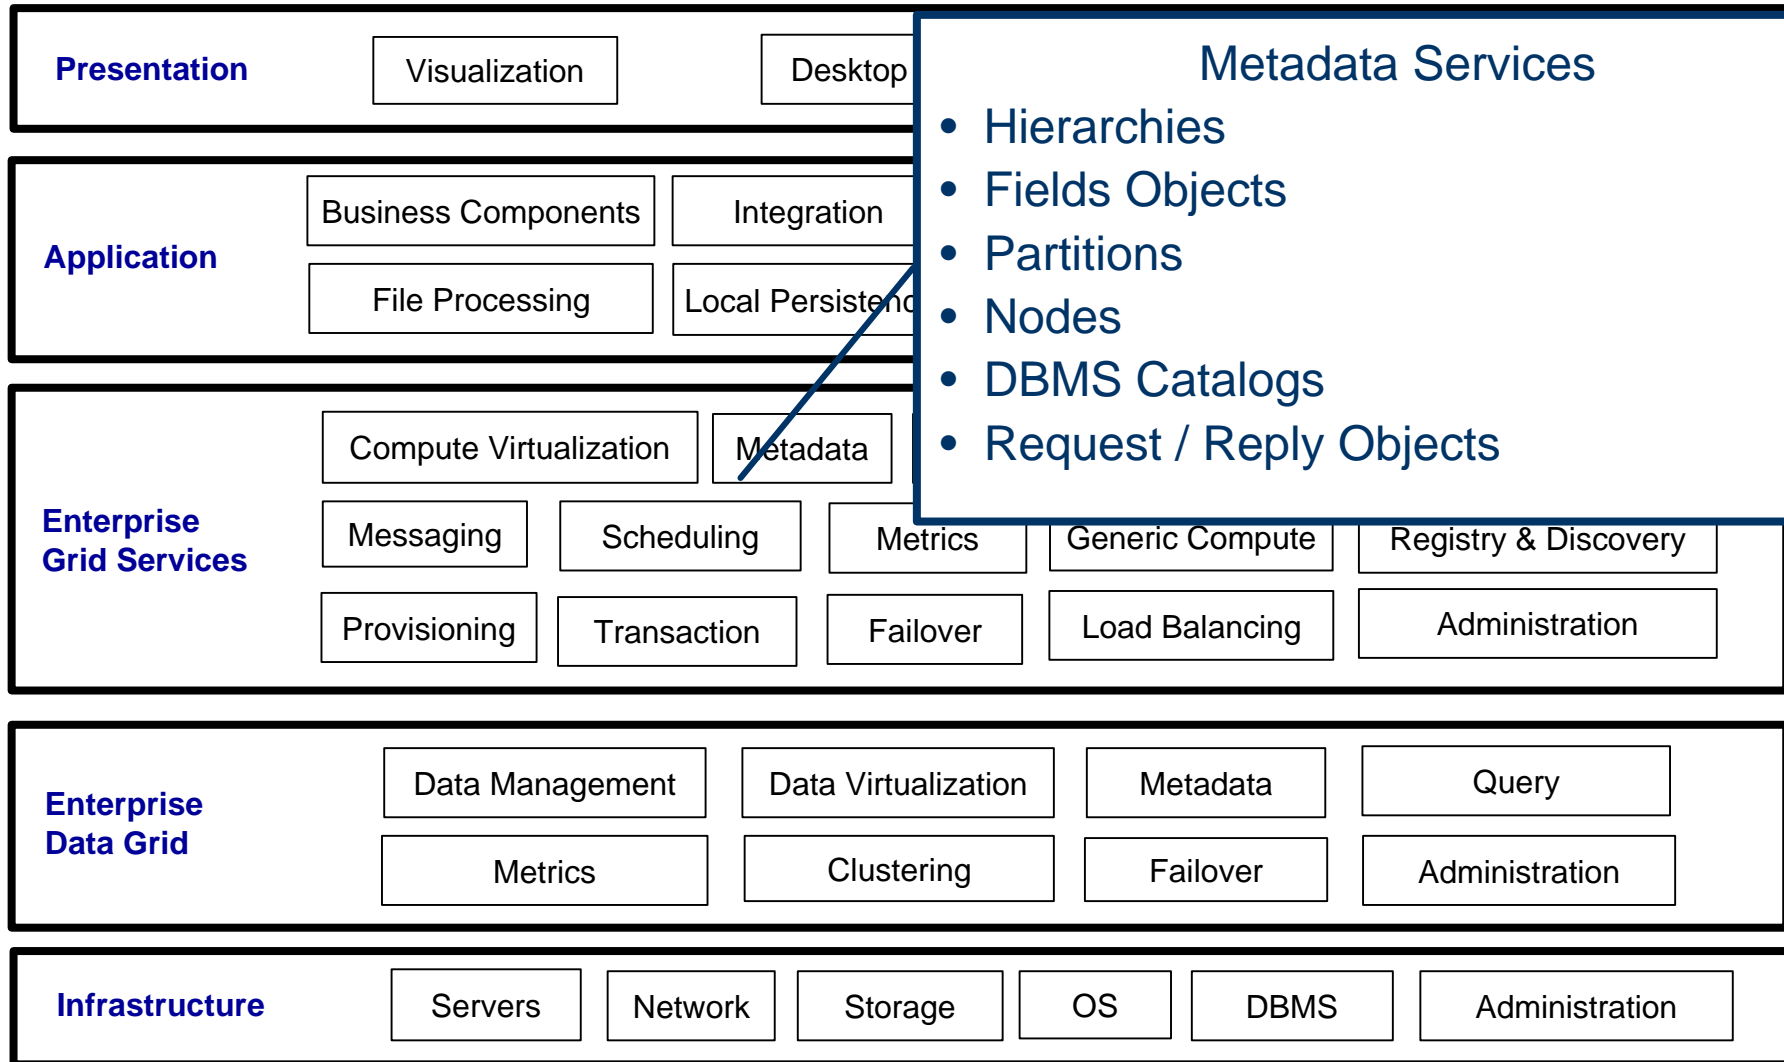 Presentation
Visualization
Desktop
Metadata Services
• Hierarchies
• Fields Objects
• Partitions
• Nodes
• DBMS Catalogs
• Request / Reply Objects
Application
Business Components
Integration
File Processing
Local Persistenc
Enterprise
Grid Services
Compute Virtualization
Metadata
Messaging
Scheduling
Metrics
Generic Compute
Registry & Discovery
Provisioning
Transaction
Failover
Load Balancing
Administration
Enterprise
Data Grid
Data Management
Data Virtualization
Metadata
Query
Metrics
Clustering
Failover
Administration
Infrastructure
Servers
Network
Storage
OS
DBMS
Administration